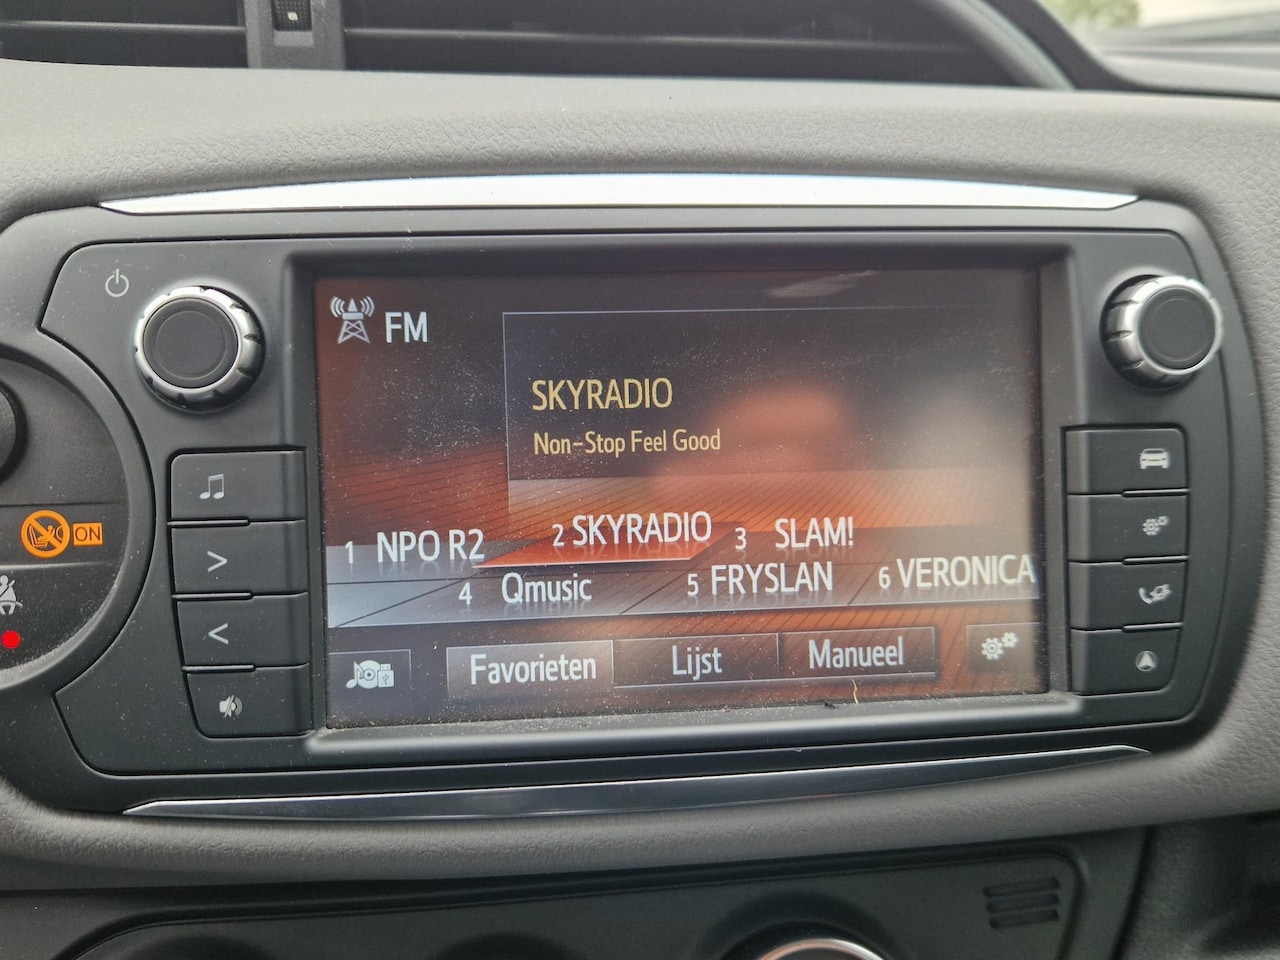 FM
SKYRADIO
Non-Stop Feel Good
1 NPO R2 2 SKYRADIO 3 SLAM!
4 Qmusic 5 FRYSLAN 6 VERONICA
Favorieten Lijst Manueel
ON